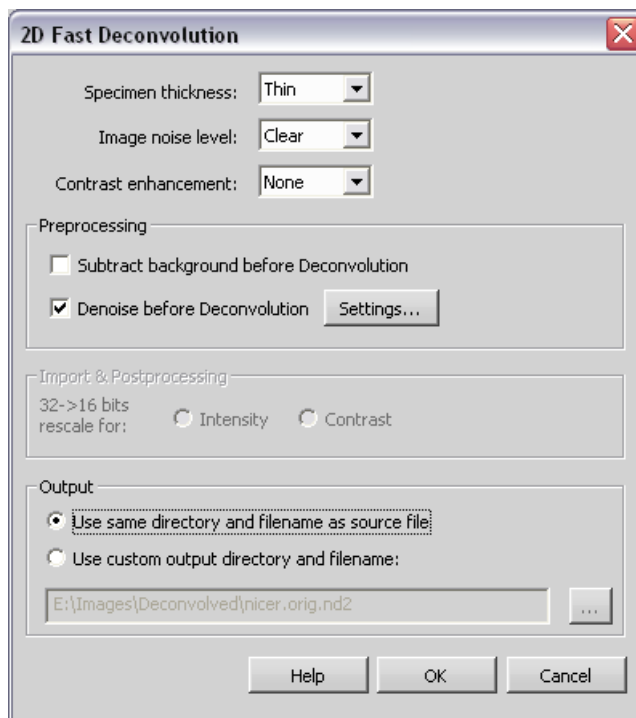 2D Fast Deconvolution
Specimen thickness: Thin
Image noise level: Clear
Contrast enhancement: None
Preprocessing
Subtract background before Deconvolution
Denoise before Deconvolution Settings...
Import & Postprocessing
32->16 bits
rescale for: Intensity Contrast
Output
Use same directory and filename as source file
Use custom output directory and filename:
E:\Images\Deconvolved\nicer.orig.nd2 ...
Help OK Cancel